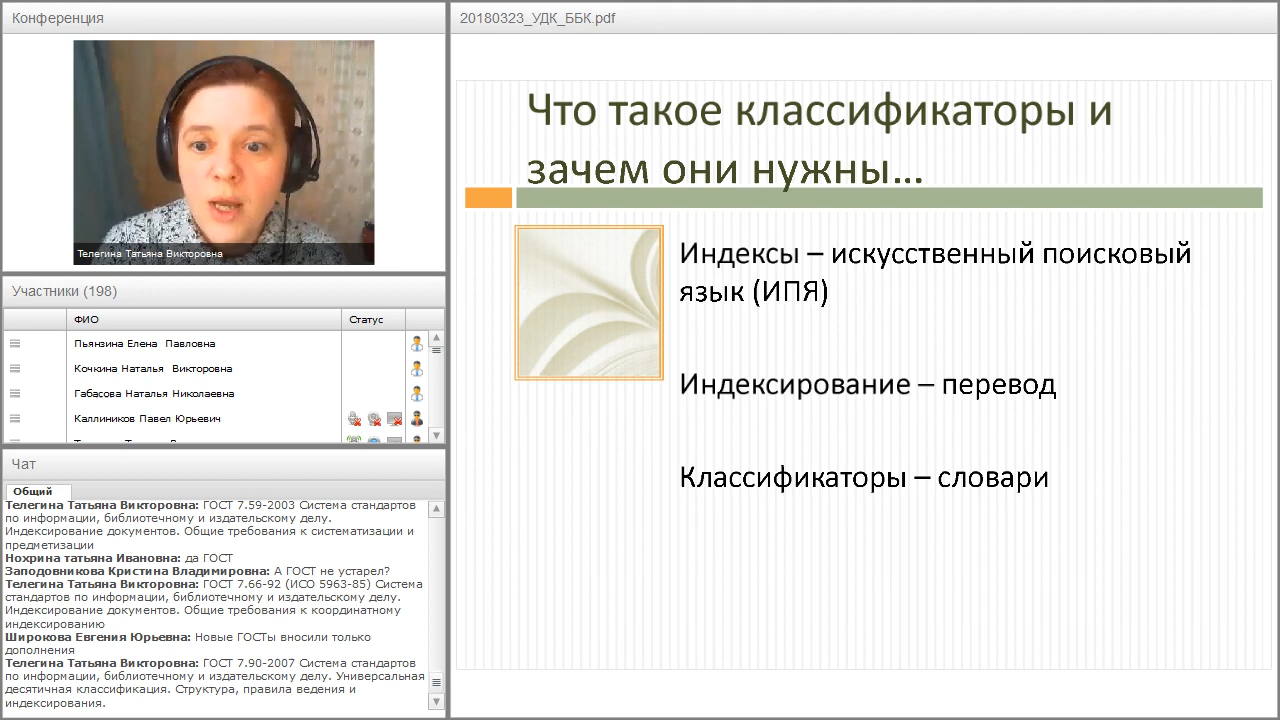 Конференция
Телегина Татьяна Викторовна
Участники (198)
ФИО
Статус
Пьянзина Елена Павловна
Кочкина Наталья Викторовна
Габасова Наталья Николаевна
Каллиников Павел Юрьевич
Чат
Общий
Телегина Татьяна Викторовна: ГОСТ 7.59-2003 Система стандартов
по информации, библиотечному и издательскому делу.
Индексирование документов. Общие требования к систематизации и
предметизации
Нохрина татьяна Ивановна: да ГОСТ
Заподовникова Кристина Владимировна: А ГОСТ не устарел?
Телегина Татьяна Викторовна: ГОСТ 7.66-92 (ИСО 5963-85) Система
стандартов по информации, библиотечному и издательскому делу.
Индексирование документов. Общие требования к координатному
индексированию
Широкова Евгения Юрьевна: Новые ГОСТы вносили только
дополнения
Телегина Татьяна Викторовна: ГОСТ 7.90-2007 Система стандартов
по информации, библиотечному и издательскому делу. Универсальная
десятичная классификация–Структура, правила ведения и
индексирования.
20180323_УДК_ББК.pdf
Что такое классификаторы и
зачем они нужны...
Индексы – искусственный поисковый
язык (ИПЯ)
Индексирование – перевод
Классификаторы – словари